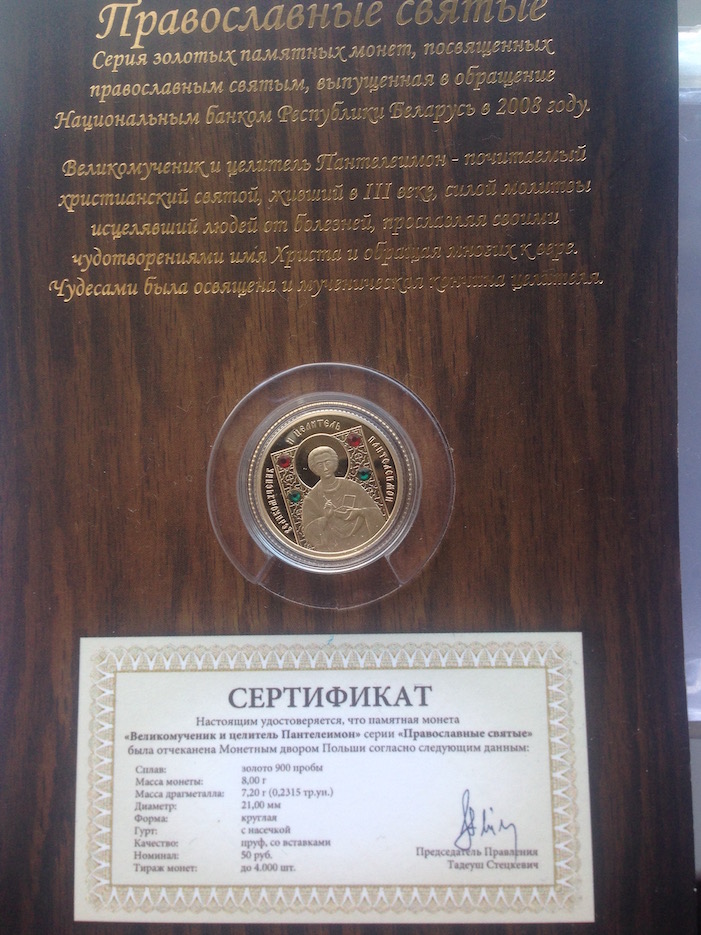 Православные святые
Серия золотых памятных монет, посвященных
православным святым, выпущенная в обращение
Национальным банком Республики Беларусь в 2008 году.
Великомученик и целитель Пантелеимон - почитаемый
христианский святой, живший в III веке, силой молитвы
исцелявший людей от болезней, прославляя своими
чудотворениями имя Христа и обращая многих к вере.
Чудесами была освящена и мученическая кончина целителя.
И ЦЕЛИТЕЛЬ
ПАНТЕЛЕИМОН
СЕРТИФИКАТ
Настоящим удостоверяется, что памятная монета
«Великомученик и целитель Пантелеимон» серии «Православные святые»
была отчеканена Монетным двором Польши согласно следующим данным:
Сплав: золото 900 пробы
Масса монеты: 8,00 г
Масса драгметалла: 7,20 г (0,2315 тр.ун.)
Диаметр: 21,00 мм
Форма: круглая
Гурт: с насечкой
Качество: пруф, со вставками
Номинал: 50 руб.
Тираж монет: до 4.000 шт.
Председатель Правления
Тадеуш Стецкевич